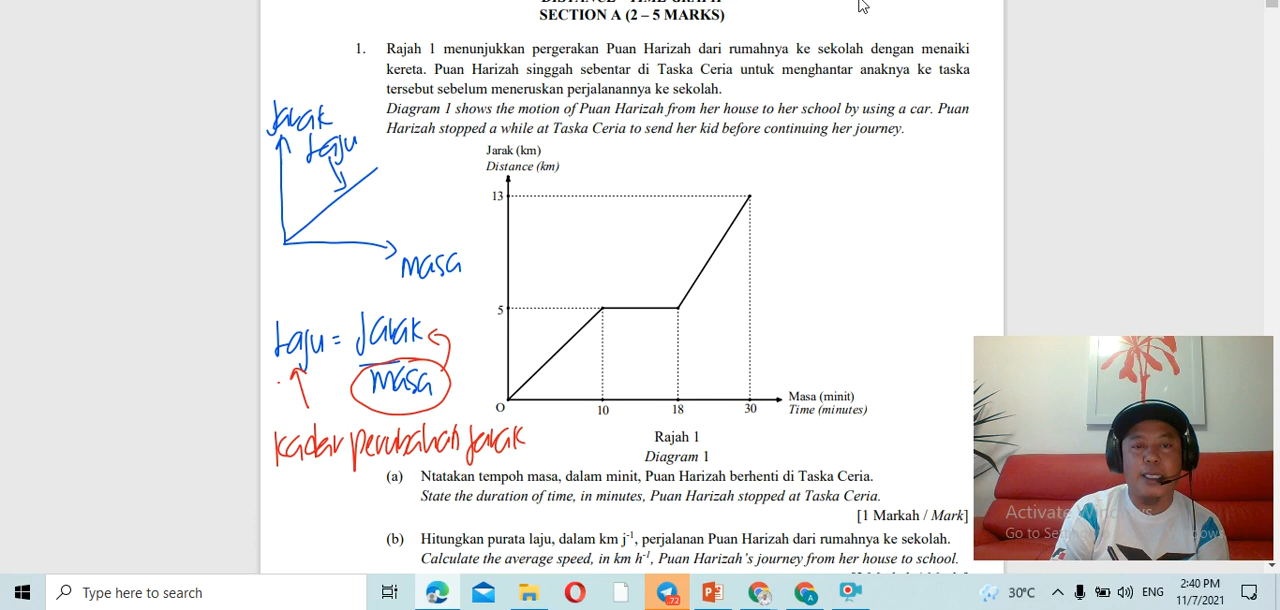 SECTION A (2 – 5 MARKS)
1. Rajah 1 menunjukkan pergerakan Puan Harizah dari rumahnya ke sekolah dengan menaiki
kereta. Puan Harizah singgah sebentar di Taska Ceria untuk menghantar anaknya ke taska
tersebut sebelum meneruskan perjalanannya ke sekolah.
Diagram 1 shows the motion of Puan Harizah from her house to her school by using a car. Puan
Harizah stopped a while at Taska Ceria to send her kid before continuing her journey.
Jarak
Laju
Masa
Laju = Jarak
Masa
Kadar perubahan Jarak
Jarak (km)
Distance (km)
13
5
O
10
18
30
Masa (minit)
Time (minutes)
Rajah 1
Diagram 1
(a) Ntatakan tempoh masa, dalam minit, Puan Harizah berhenti di Taska Ceria.
State the duration of time, in minutes, Puan Harizah stopped at Taska Ceria.
[1 Markah / Mark]
(b) Hitungkan purata laju, dalam km j⁻¹, perjalanan Puan Harizah dari rumahnya ke sekolah.
Calculate the average speed, in km h⁻¹, Puan Harizah's journey from her house to school.
Activate
Go to
Type here to search
72
30°C
ENG
2:40 PM
11/7/2021